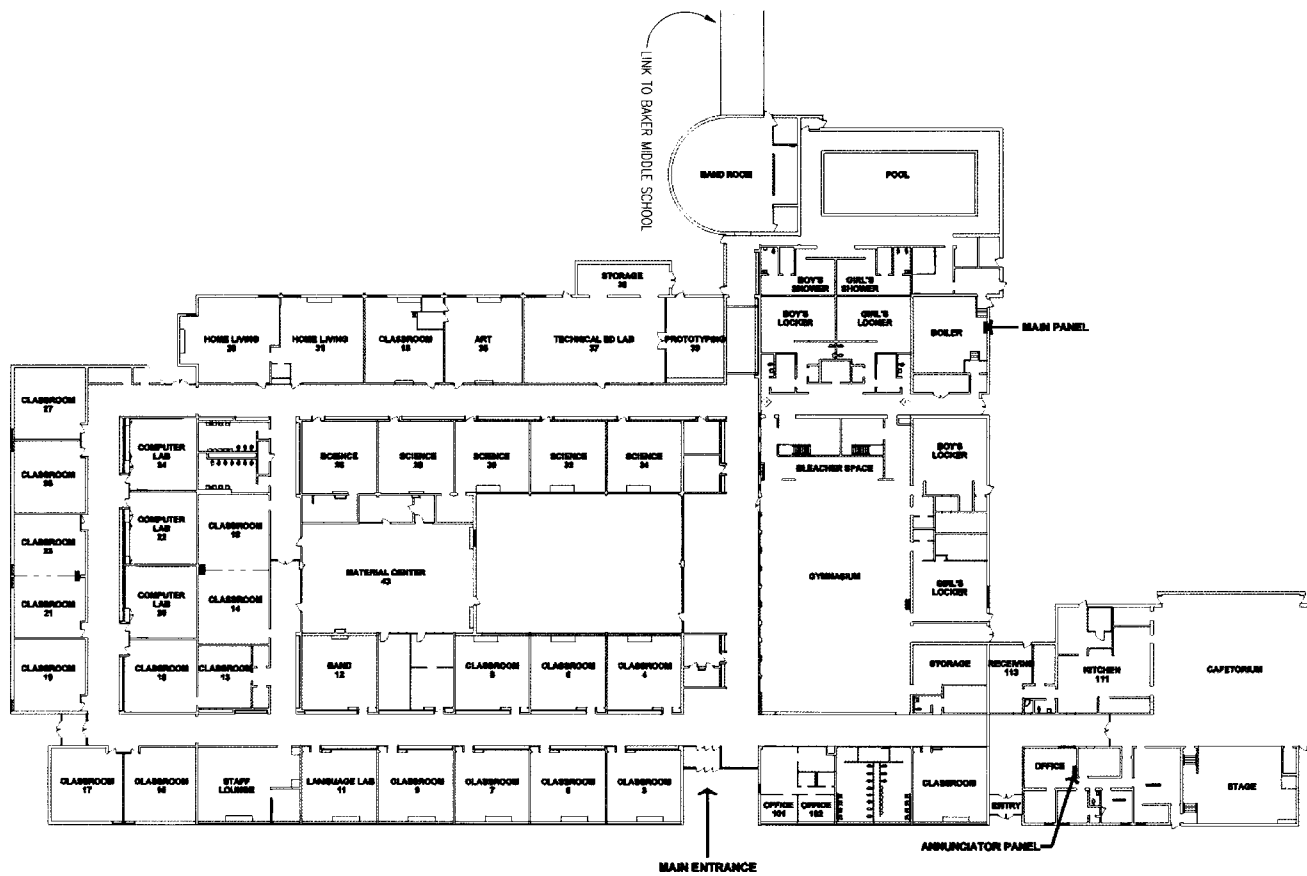 LINK TO BAKER MIDDLE SCHOOL
BAND ROOM
POOL
STORAGE
BOY'S
SHOWER
GIRL'S
SHOWER
HOME LIVING
HOME LIVING
CLASSROOM
ART
TECHNICAL ED LAB
37
PROTOTYPING
BOY'S
LOCKER
GIRL'S
BOILER
MAIN PANEL
CLASSROOM
27
COMPUTER
LAB
24
SCIENCE
SCIENCE
SCIENCE
30
SCIENCE
32
SCIENCE
34
BLEACHER SPACE
BOY'S
LOCKER
CLASSROOM
COMPUTER
LAB
22
CLASSROOM
CLASSROOM
23
MATERIAL CENTER
43
GYMNASIUM
GIRL'S
LOCKER
CLASSROOM
21
COMPUTER
LAB
CLASSROOM
14
CLASSROOM
19
CLASSROOM
CLASSROOM
13
12
CLASSROOM
CLASSROOM
CLASSROOM
4
STORAGE
RECEIVING
113
KITCHEN
111
CAFETORIUM
CLASSROOM
17
CLASSROOM
STAFF
LOUNGE
LANGUAGE LAB
11
CLASSROOM
9
CLASSROOM
7
CLASSROOM
CLASSROOM
3
OFFICE
101
OFFICE
102
CLASSROOM
ENTRY
OFFICE
STAGE
ANNUNCIATOR PANEL
MAIN ENTRANCE